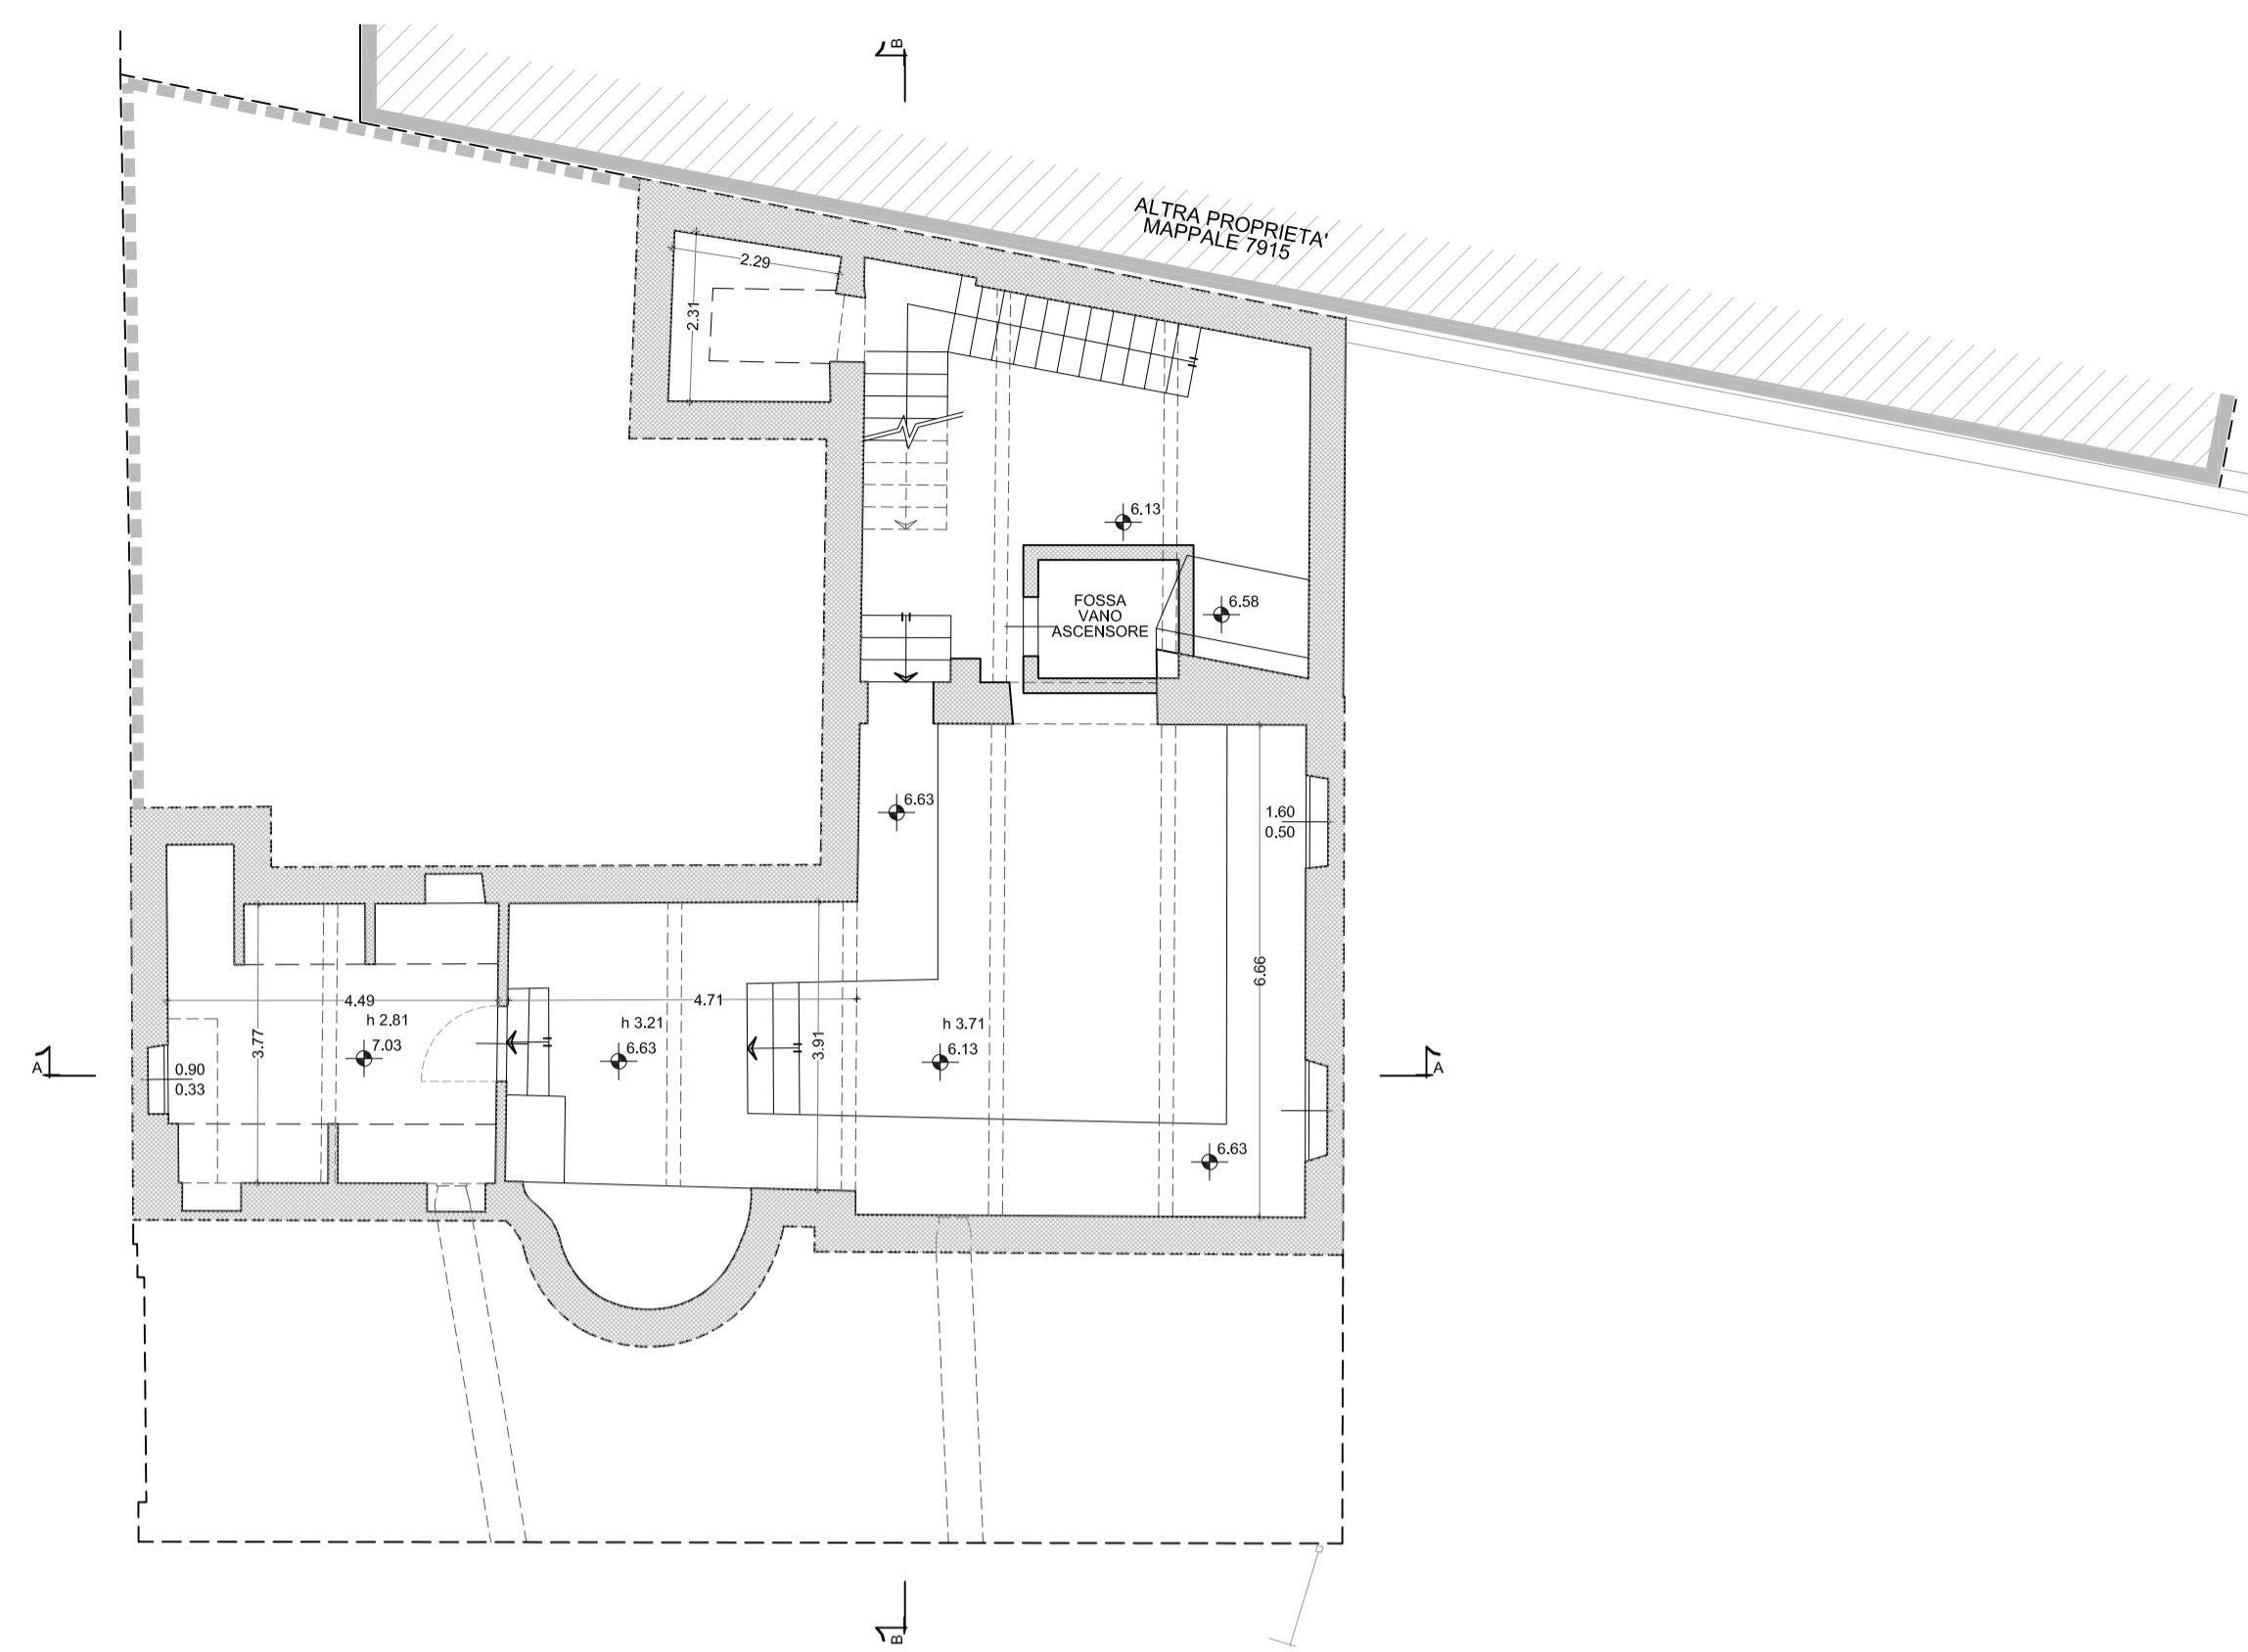 B
ALTRA PROPRIETA'
MAPPALE 7915
2.29
2.31
6.13
FOSSA
VANO
ASCENSORE
6.58
6.63
1.60
0.50
6.66
4.49
4.71
h 2.81
7.03
3.77
h 3.21
6.63
3.91
h 3.71
6.13
0.90
0.33
A
A
6.63
B